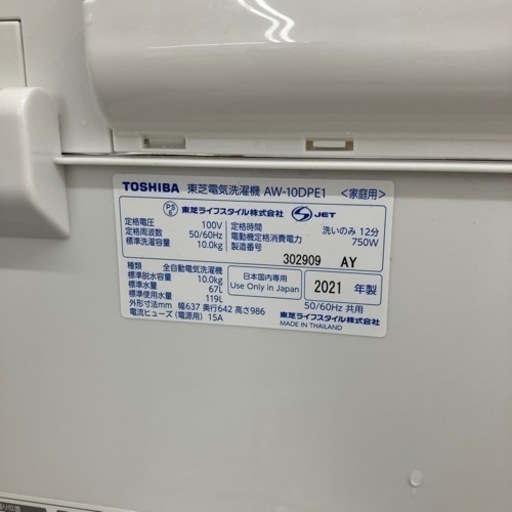 TOSHIBA 東芝電気洗濯機 AW-10DPE1 <家庭用>
PS E 東芝ライフスタイル株式会社 S JET
定格電圧 100V
定格周波数 50/60Hz
標準洗濯容量 10.0kg
定格時間 洗いのみ 12分
電動機定格消費電力 750W
製造番号
302909 AY
種類 全自動電気洗濯機
標準脱水容量 10.0kg
標準水量 67L
標準使用水量 119L
外形寸法mm 幅637 奥行642 高さ986
電流ヒューズ (電源用) 15A
日本国内専用
Use Only in Japan
2021 年製
50/60Hz 共用
東芝ライフスタイル株式会社
MADE IN THAILAND